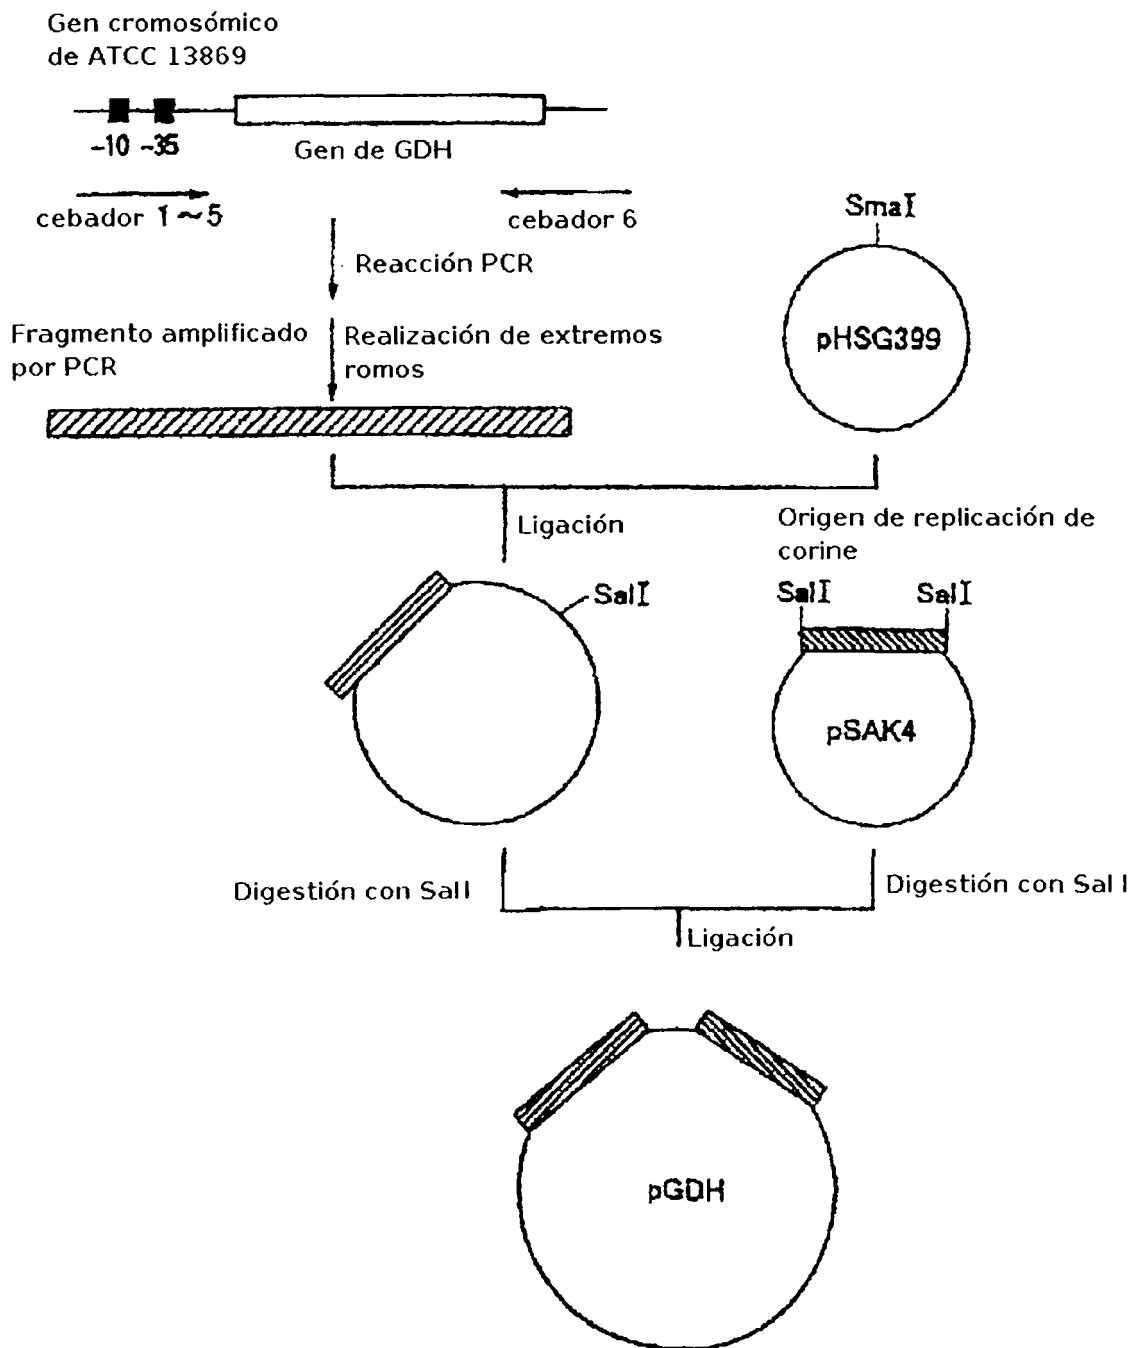 Gen cromosómico
de ATCC 13869
-10 -35
Gen de GDH
cebador 1~5
cebador 6
SmaI
Reacción PCR
pHSG399
Fragmento amplificado
por PCR
Realización de extremos
romos
Ligación
Origen de replicación de
corine
SalI
SalI
SalI
pSAK4
Digestión con SalI
Digestión con Sal I
Ligación
pGDH